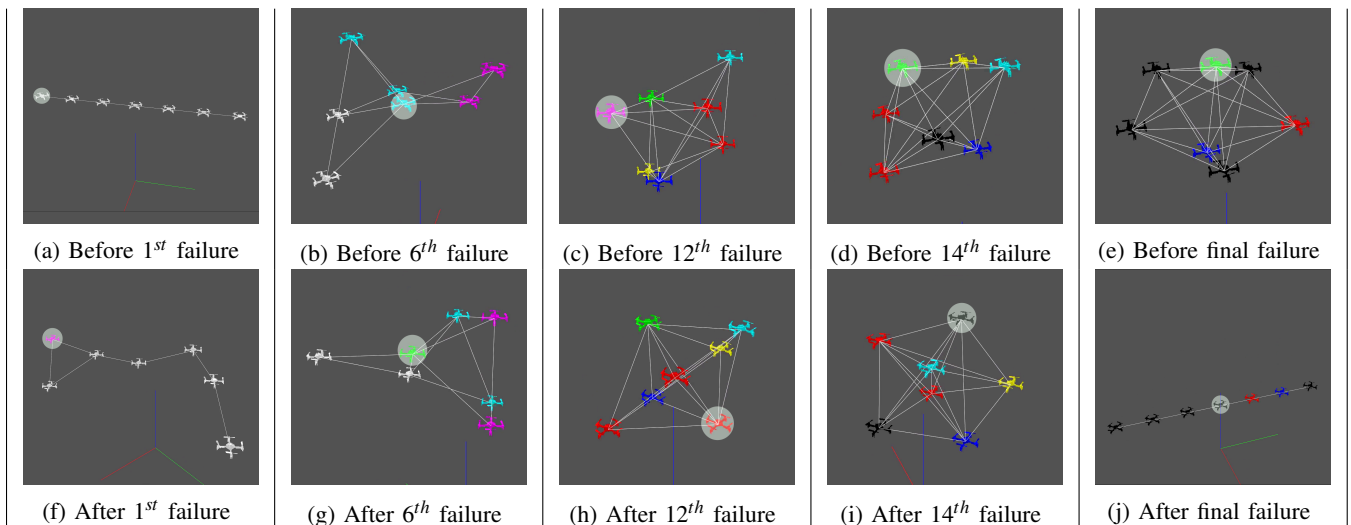 (a) Before 1st failure
(b) Before 6th failure
(c) Before 12th failure
(d) Before 14th failure
(e) Before final failure
(f) After 1st failure
(g) After 6th failure
(h) After 12th failure
(i) After 14th failure
(j) After final failure